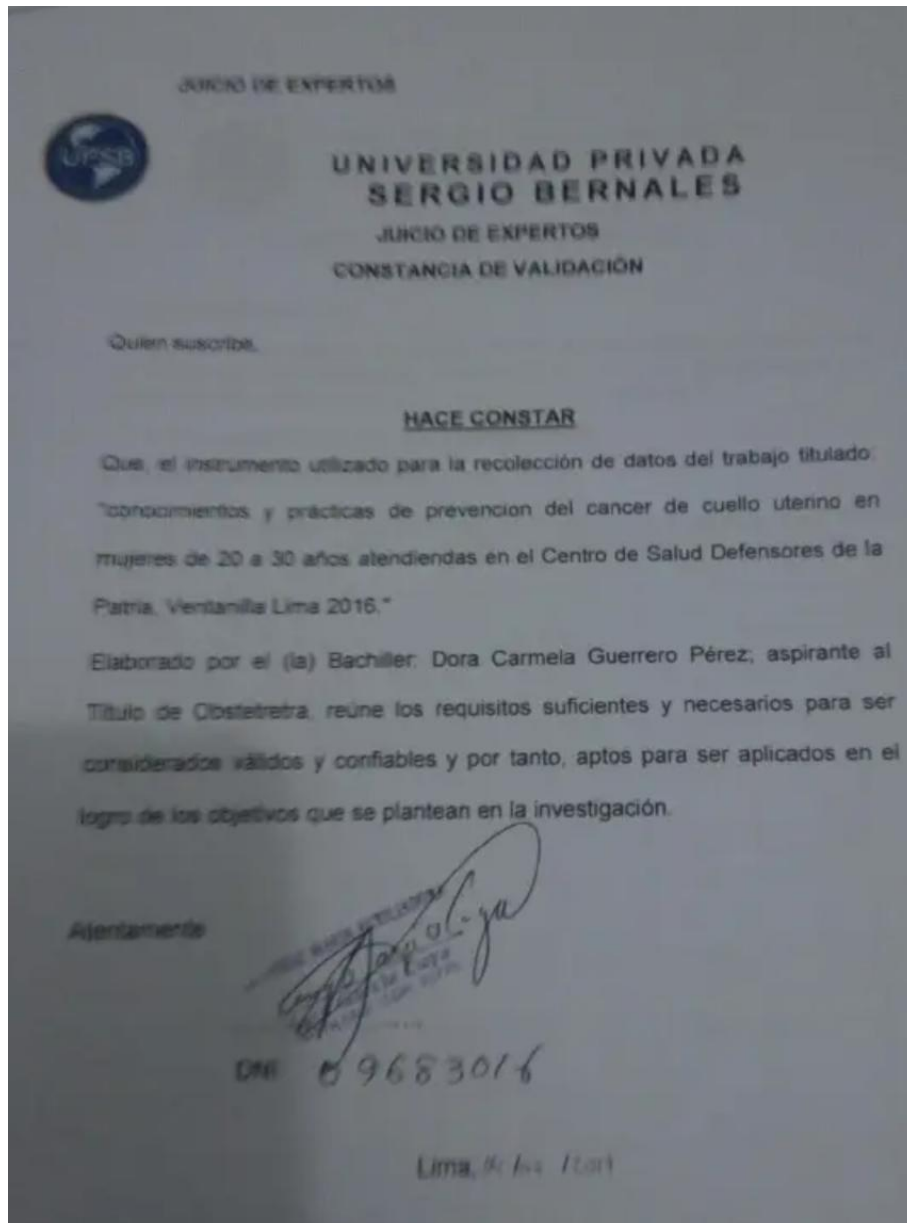 JUICIO DE EXPERTOS
UPSB
UNIVERSIDAD PRIVADA
SERGIO BERNALES
JUICIO DE EXPERTOS
CONSTANCIA DE VALIDACIÓN
Quien suscribe,
HACE CONSTAR
Que, el instrumento utilizado para la recolección de datos del trabajo titulado:
"conocimientos y prácticas de prevencion del cancer de cuello uterino en
mujeres de 20 a 30 años atendiendas en el Centro de Salud Defensores de la
Patria, Ventanilla Lima 2016."
Elaborado por el (la) Bachiller: Dora Carmela Guerrero Pérez; aspirante al
Título de Obstetretra, reúne los requisitos suficientes y necesarios para ser
considerados válidos y confiables y por tanto, aptos para ser aplicados en el
logro de los objetivos que se plantean en la investigación.
Atentamente
DNI 09683016
Lima,